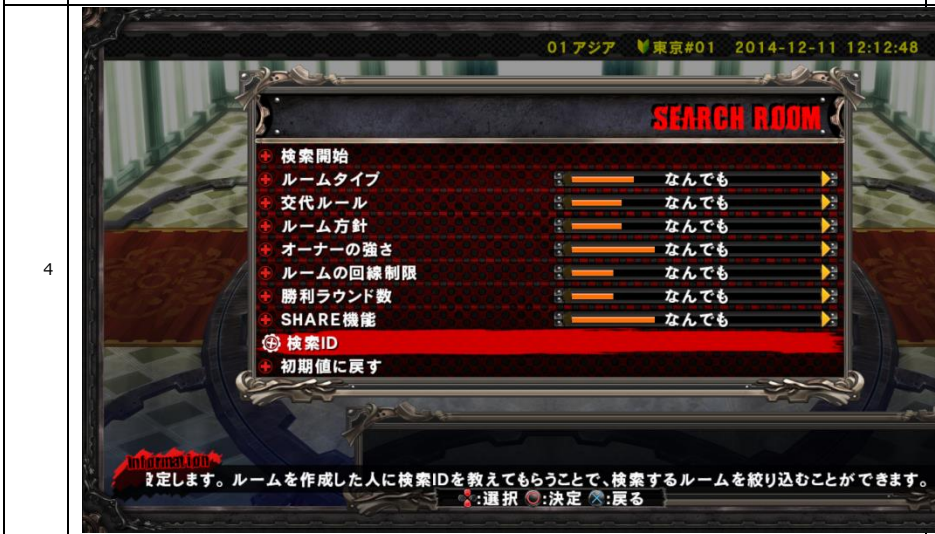 4
01 アジア 東京#01 2014-12-11 12:12:48
SEARCH ROOM
検索開始
ルームタイプ なんでも
交代ルール なんでも
ルーム方針 なんでも
オーナーの強さ なんでも
ルームの回線制限 なんでも
勝利ラウンド数 なんでも
SHARE機能 なんでも
検索ID
初期値に戻す
Information
定します。ルームを作成した人に検索IDを教えてもらうことで、検索するルームを絞り込むことができます。
:選択 :決定 :戻る